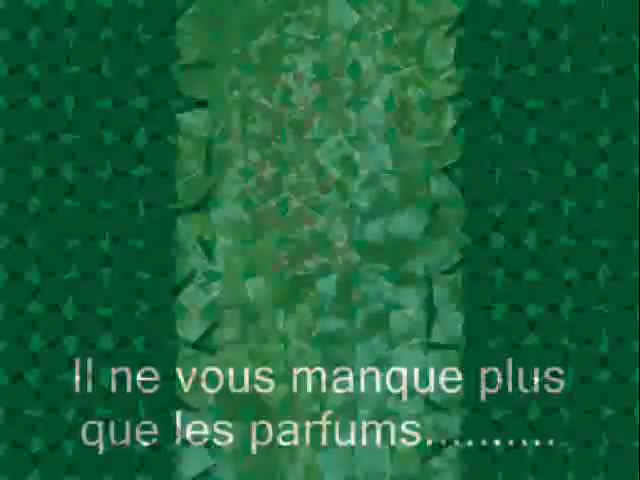 Il ne vous manque plus
que les parfums..........